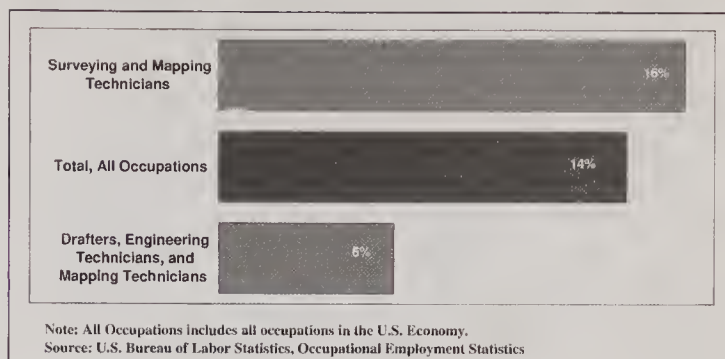 Surveying and Mapping
Technicians
16%
Total, All Occupations
14%
Drafters, Engineering
Technicians, and
Mapping Technicians
6%
Note: All Occupations includes all occupations in the U.S. Economy.
Source: U.S. Bureau of Labor Statistics, Occupational Employment Statistics